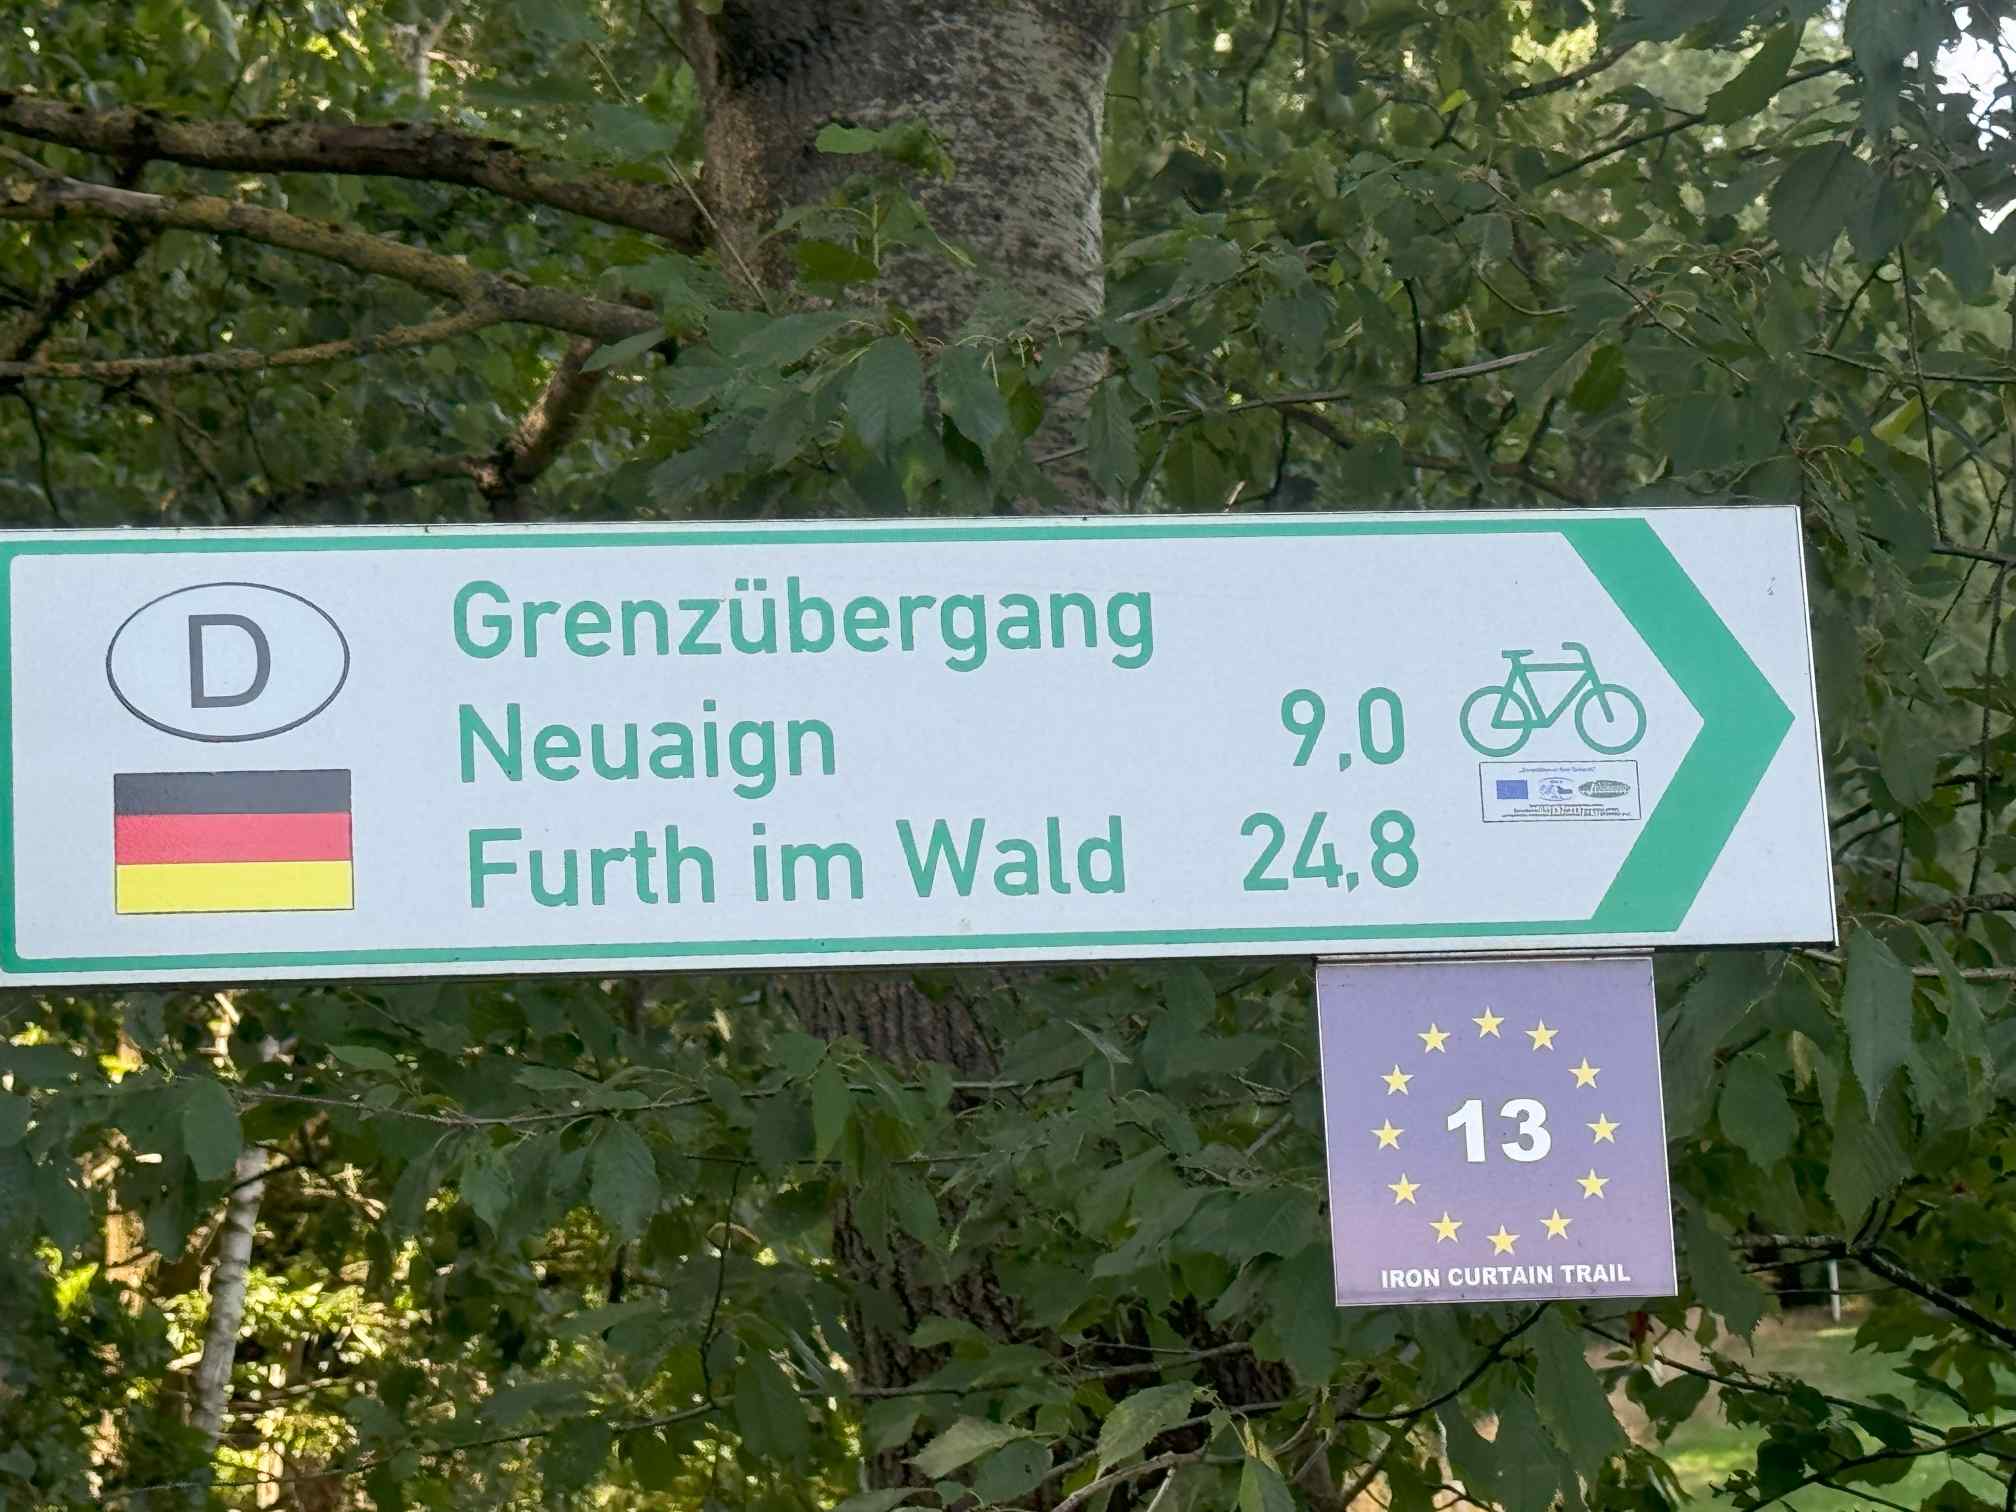 D
Grenzübergang
Neuaign 9,0
Furth im Wald 24,8
13
IRON CURTAIN TRAIL